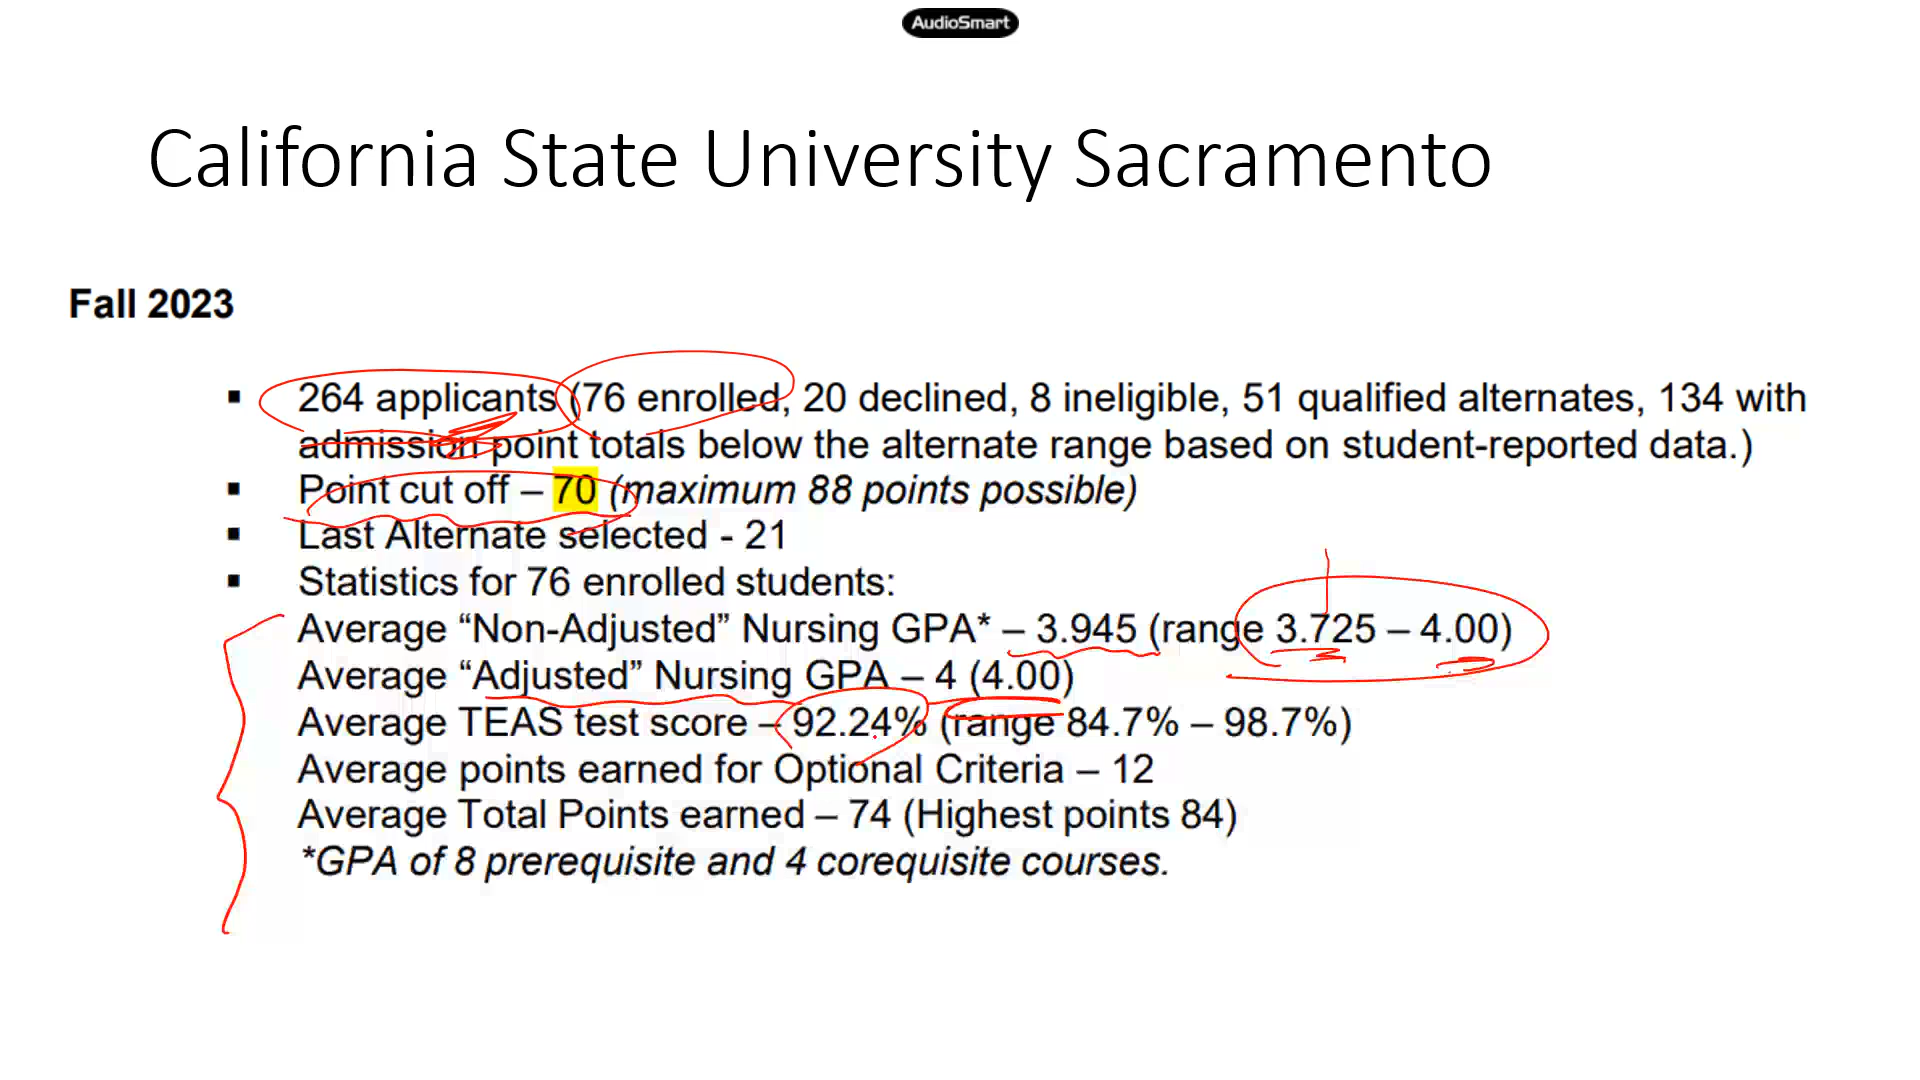 AudioSmart
California State University Sacramento
Fall 2023
▪ 264 applicants (76 enrolled, 20 declined, 8 ineligible, 51 qualified alternates, 134 with
admission point totals below the alternate range based on student-reported data.)
▪ Point cut off – 70 (maximum 88 points possible)
▪ Last Alternate selected - 21
▪ Statistics for 76 enrolled students:
Average “Non-Adjusted” Nursing GPA* – 3.945 (range 3.725 – 4.00)
Average “Adjusted” Nursing GPA – 4 (4.00)
Average TEAS test score – 92.24% (range 84.7% – 98.7%)
Average points earned for Optional Criteria – 12
Average Total Points earned – 74 (Highest points 84)
*GPA of 8 prerequisite and 4 corequisite courses.